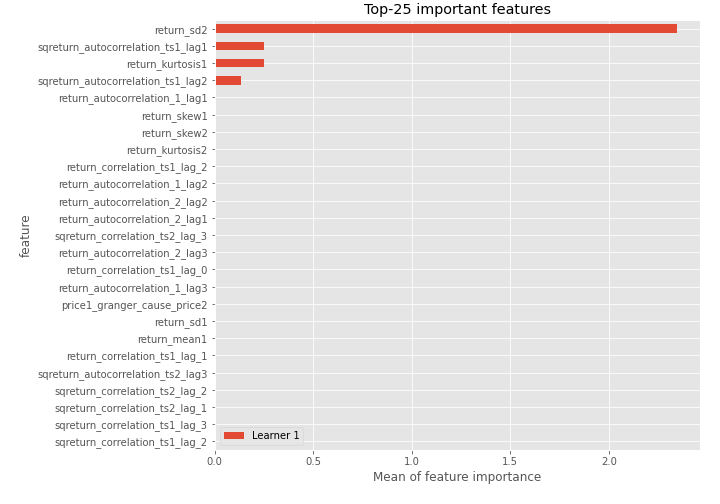 Top-25 important features
return_sd2
sqreturn_autocorrelation_ts1_lag1
return_kurtosis1
sqreturn_autocorrelation_ts1_lag2
return_autocorrelation_1_lag1
return_skew1
return_skew2
return_kurtosis2
return_correlation_ts1_lag_2
return_autocorrelation_1_lag2
return_autocorrelation_2_lag2
return_autocorrelation_2_lag1
sqreturn_correlation_ts2_lag_3
return_autocorrelation_2_lag3
return_correlation_ts1_lag_0
return_autocorrelation_1_lag3
price1_granger_cause_price2
return_sd1
return_mean1
return_correlation_ts1_lag_1
sqreturn_autocorrelation_ts2_lag3
sqreturn_correlation_ts2_lag_2
sqreturn_correlation_ts2_lag_1
sqreturn_correlation_ts1_lag_3
sqreturn_correlation_ts1_lag_2
feature
Learner 1
0.0 0.5 1.0 1.5 2.0
Mean of feature importance